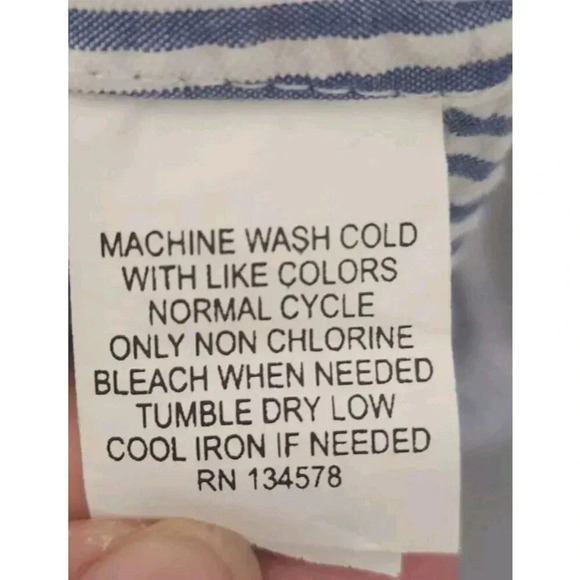 MACHINE WASH COLD
WITH LIKE COLORS
NORMAL CYCLE
ONLY NON CHLORINE
BLEACH WHEN NEEDED
TUMBLE DRY LOW
COOL IRON IF NEEDED
RN 134578